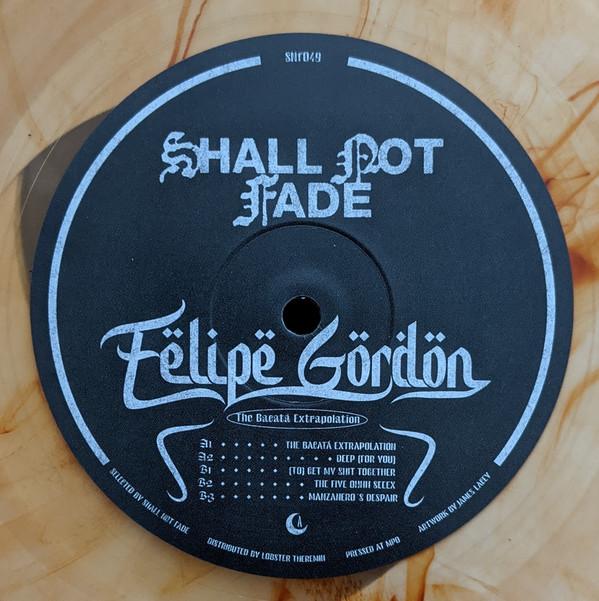 SNF049
SHALL NOT
FADE
Fëlipë Gördön
The Bacatá Extrapolation
A1 THE BACATÁ EXTRAPOLATION
A2 DEEP (FOR YOU)
B1 (TO) GET MY SHIT TOGETHER
B2 THE FIVE OHHH SEEEX
B3 MANZANERO'S DESPAIR
SELECTED BY SHALL NOT FADE
DISTRIBUTED BY LOBSTER THEREMIN
PRESSED AT MPO
ARTWORK BY JAMES LACEY